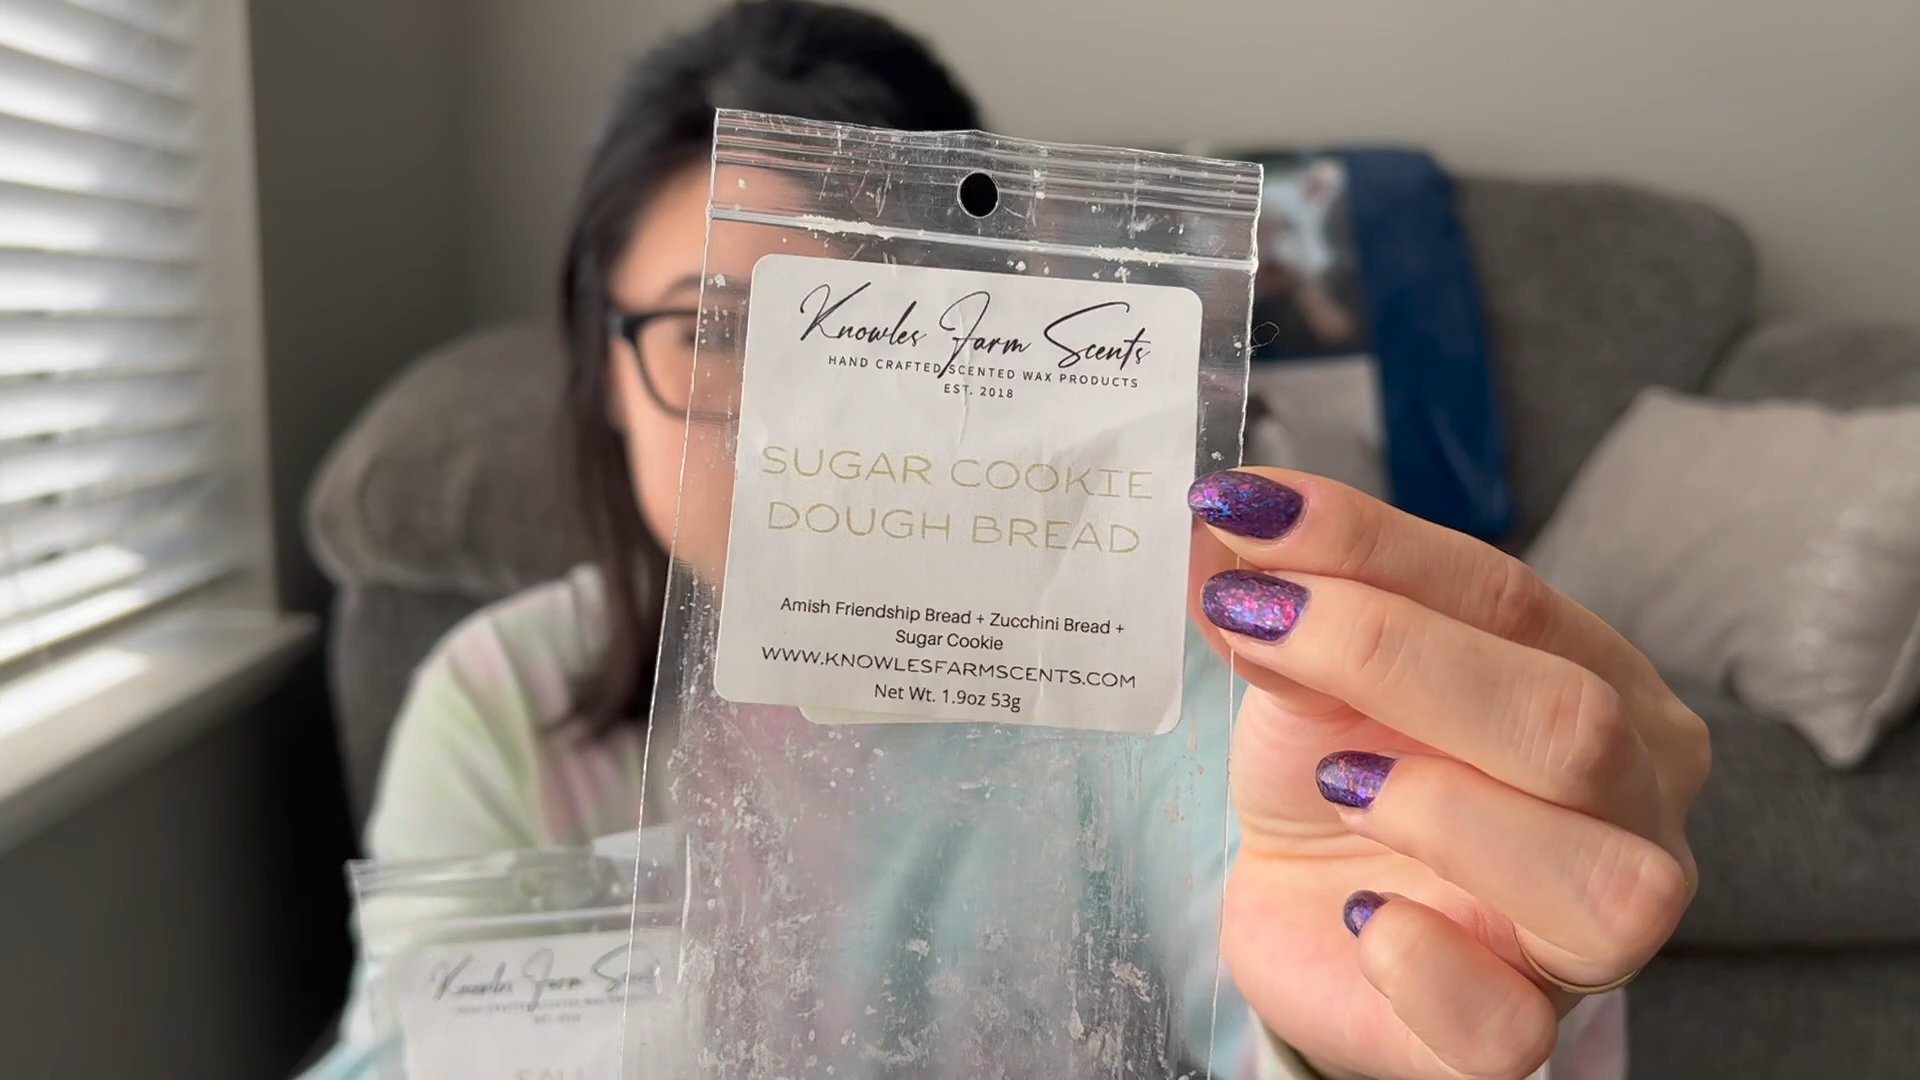 Knowles Farm Scents
HAND CRAFTED SCENTED WAX PRODUCTS
EST. 2018
SUGAR COOKIE
DOUGH BREAD
Amish Friendship Bread + Zucchini Bread +
Sugar Cookie
WWW.KNOWLESFARMSCENTS.COM
Net Wt. 1.9oz 53g
Knowles Farm Sc